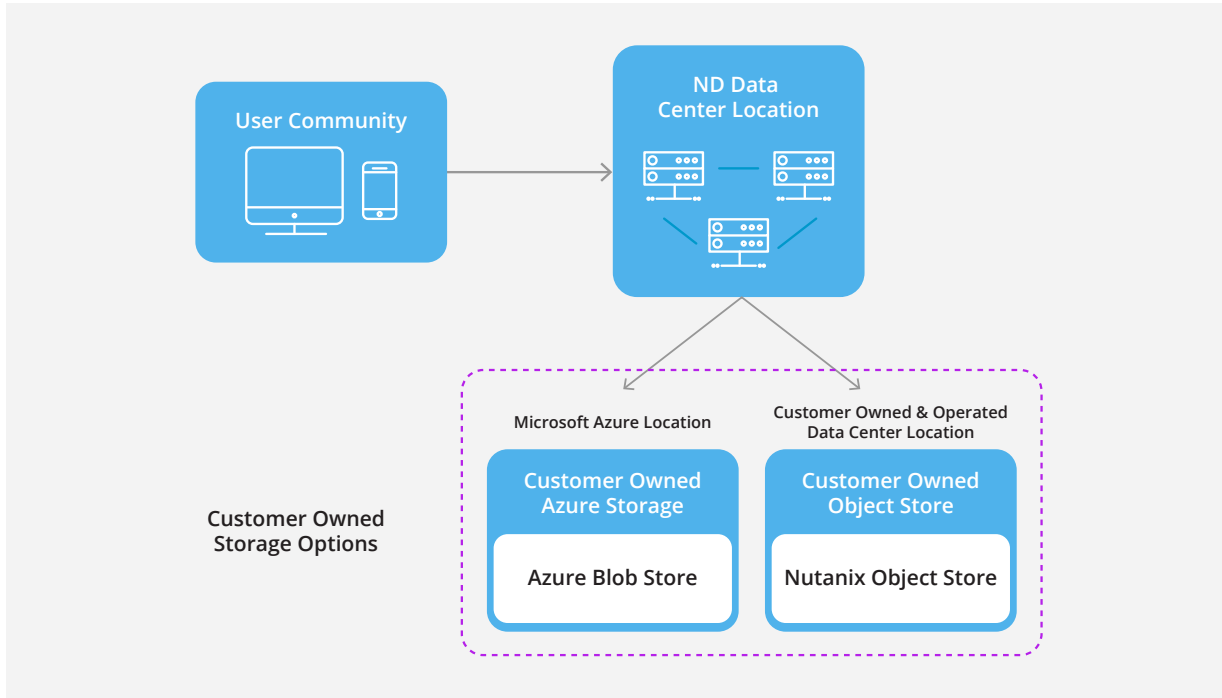 User Community
ND Data
Center Location
Microsoft Azure Location
Customer Owned & Operated
Data Center Location
Customer Owned
Azure Storage
Azure Blob Store
Customer Owned
Object Store
Nutanix Object Store
Customer Owned
Storage Options